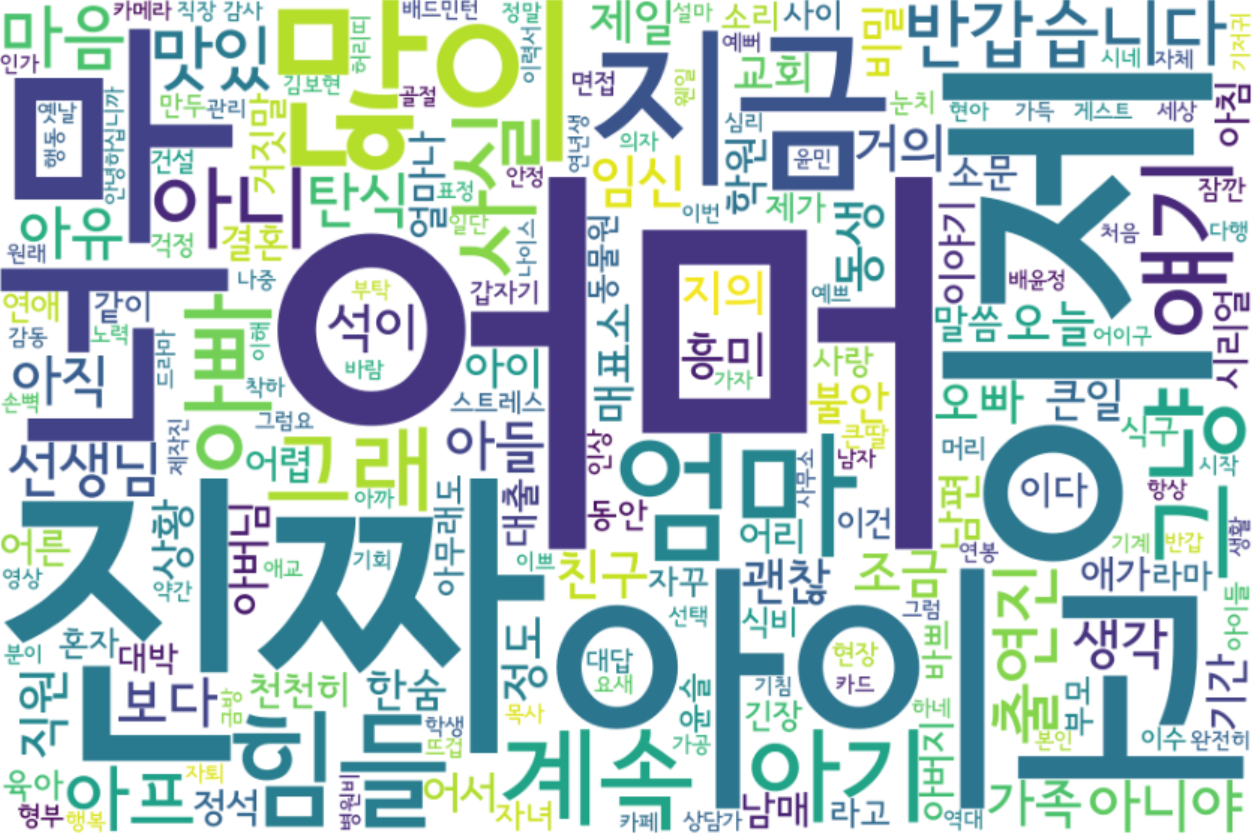 마음
카메라
직장
감사
맛있
인가
옛날
행동
안녕하십니까
만두
관리
건설
거짓말
김보현
허리띠
많이
혼
배드민턴
정말
이력서
골절
제일
설마
소리
사이
비밀
반갑습니다
기저귀
시네
자체
면접
예뻐
웬일
교회
지금
눈치
현아
가득
게스트
세상
아침
의자
심리
윤민
거의
연년생
사실
안정
임신
학원
소문
잠깐
아니
탄식
얼마나
표정
일단
이번
제가
동생
이야기
처음
다행
얘기
아유
걱정
결혼
원래
나이스
동물원
예쁘
배윤정
연애
같이
나중
부탁
석이
갑자기
지의
흥미
말씀
오늘
어이구
시리얼
감동
노력
드라마
오빠
이해
바람
아이
매표소
가자
사랑
아직
손뼉
착하
그럼요
스트레스
불안
오빠
큰일
어머
식구
그냥
선생님
제작진
어렵
그래
아들
인상
큰딸
엄마
남자
머리
시작
사무소
이다
항상
아까
대출
동안
어리
이건
남편
어른
상황
아버님
진짜
아무래도
영상
약간
애교
기회
이쁘
친구
자꾸
괜찮
조금
연봉
기계
반갑
생활
애가
라마
아이들
분이
혼자
대박
정도
대답
요새
선택
식비
현장
카드
그럼
바쁘
출연진
생각
직원
보다
금방
천천히
한숨
목사
윤슬
기침
긴장
하네
부모
기간
힘들
학생
뜨겁
계속
가공
아기
아버지
본인
이수
완전히
육아
아프
자퇴
정석
병원비
어서
자녀
카페
상담가
남매
라고
역대
가족
아니야
형부
행복
아이고